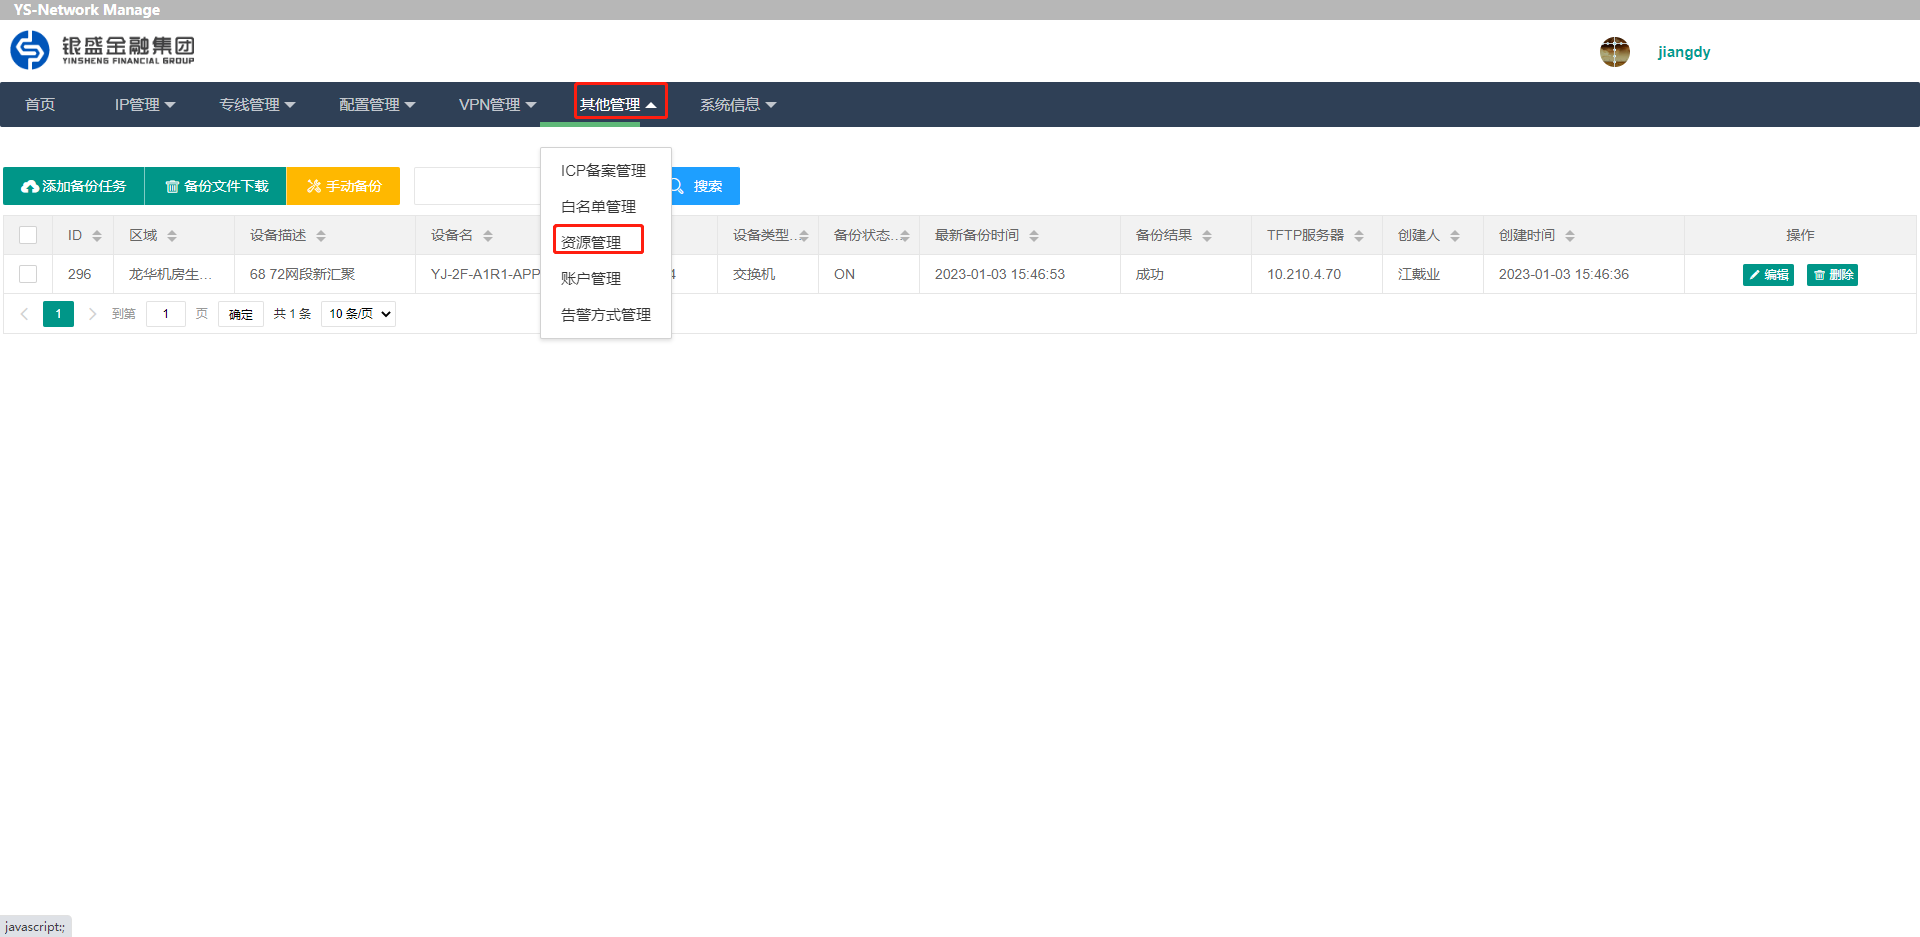 YS-Network Manage
银盛金融集团
YINSHENG FINANCIAL GROUP
jiangdy
首页 IP管理 专线管理 配置管理 VPN管理 其他管理 系统信息
ICP备案管理
白名单管理
资源管理
账户管理
告警方式管理
添加备份任务 备份文件下载 手动备份 搜索
ID 区域 设备描述 设备名 设备类型.. 备份状态.. 最新备份时间 备份结果 TFTP服务器 创建人 创建时间 操作
296 龙华机房生... 68 72网段新汇聚 YJ-2F-A1R1-APP 4 交换机 ON 2023-01-03 15:46:53 成功 10.210.4.70 江戴业 2023-01-03 15:46:36 编辑 删除
1 到第 1 页 确定 共 1 条 10 条/页
javascript:;